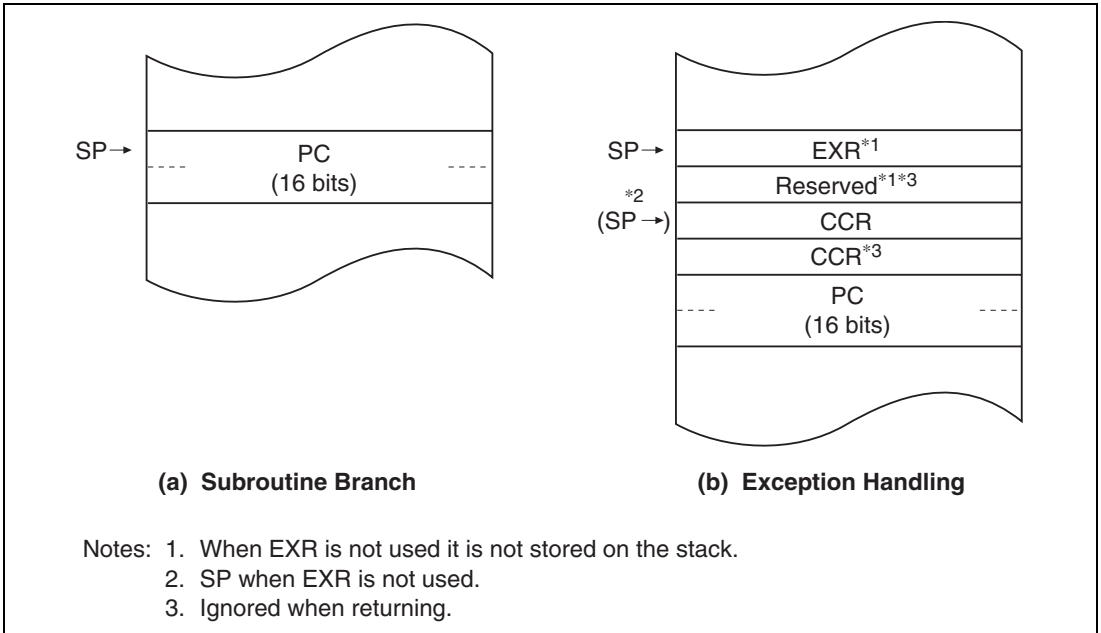 SP→
PC
(16 bits)
(a) Subroutine Branch
SP→
EXR*1
Reserved*1*3
*2
(SP→)
CCR
CCR*3
PC
(16 bits)
(b) Exception Handling
Notes: 1. When EXR is not used it is not stored on the stack.
2. SP when EXR is not used.
3. Ignored when returning.